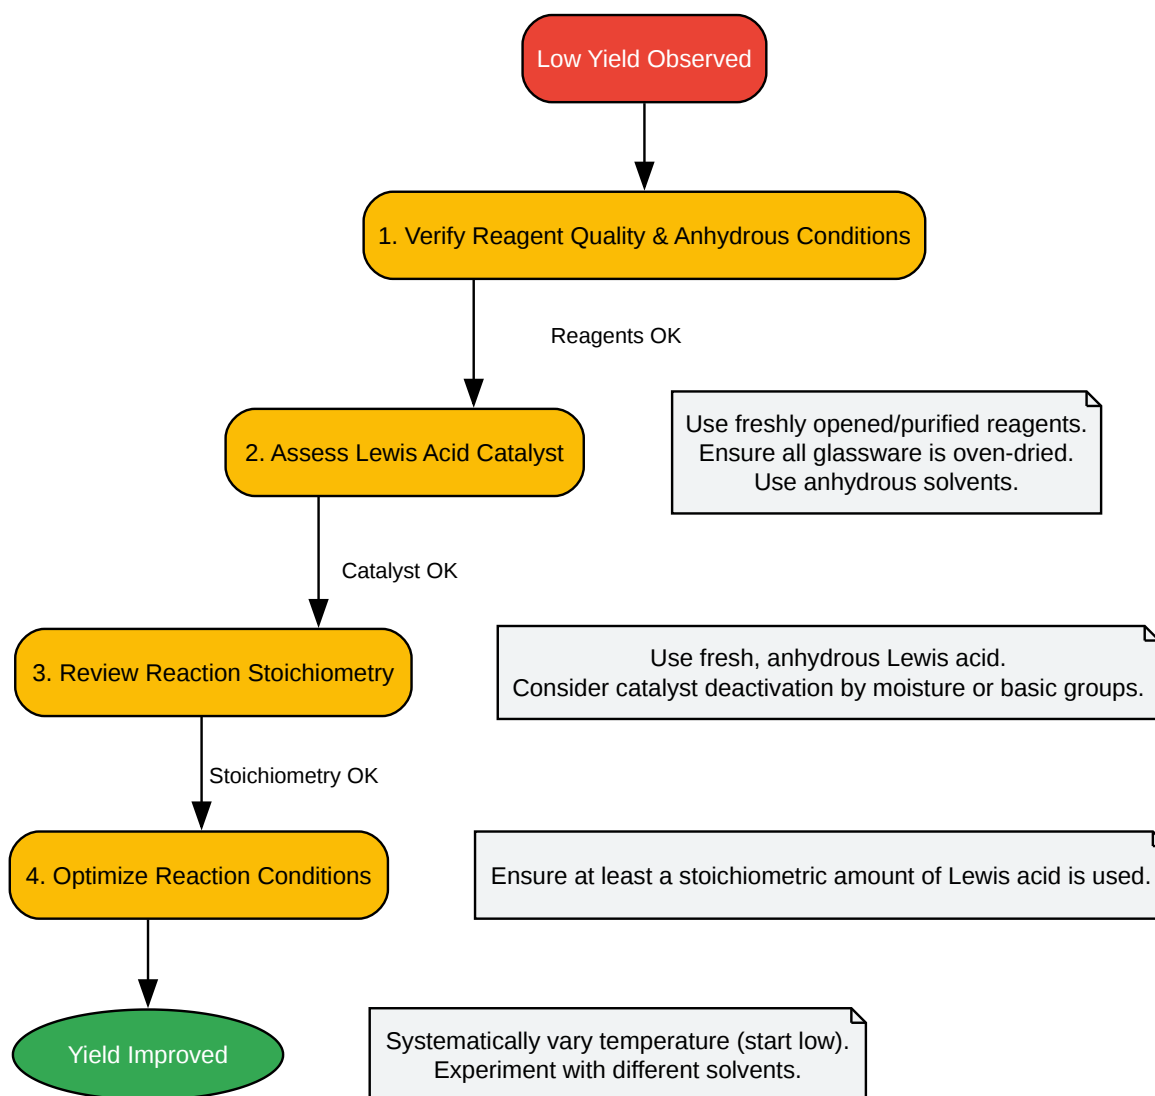 Low Yield Observed
1. Verify Reagent Quality & Anhydrous Conditions
Reagents OK
2. Assess Lewis Acid Catalyst
Use freshly opened/purified reagents.
Ensure all glassware is oven-dried.
Use anhydrous solvents.
Catalyst OK
3. Review Reaction Stoichiometry
Use fresh, anhydrous Lewis acid.
Consider catalyst deactivation by moisture or basic groups.
Stoichiometry OK
4. Optimize Reaction Conditions
Ensure at least a stoichiometric amount of Lewis acid is used.
Yield Improved
Systematically vary temperature (start low).
Experiment with different solvents.